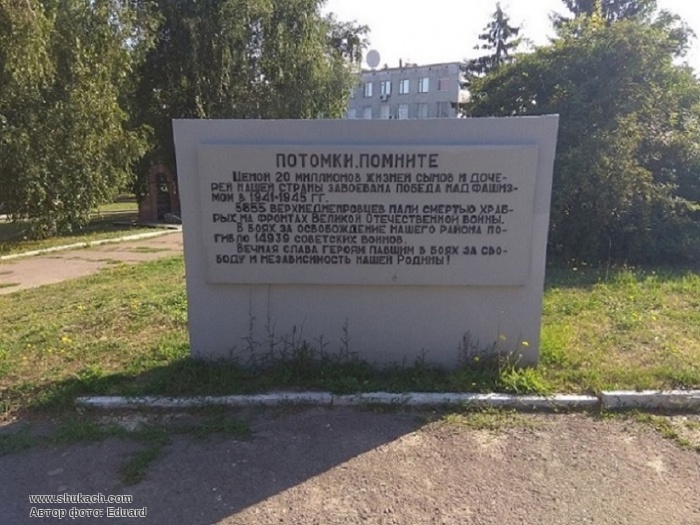 ПОТОМКИ, ПОМНИТЕ
Ценой 20 миллионов жизней сынов и доче-
рей нашей страны завоевана победа над фашиз-
мом в 1941-1945 гг.
5655 верхнеднепровцев пали смертью храб-
рых на фронтах Великой Отечественной войны.
В боях за освобождение нашего района по-
гибло 14939 советских воинов.
Вечная слава героям павшим в боях за сво-
боду и независимость нашей Родины!
www.shukach.com
Автор фото: Eduard